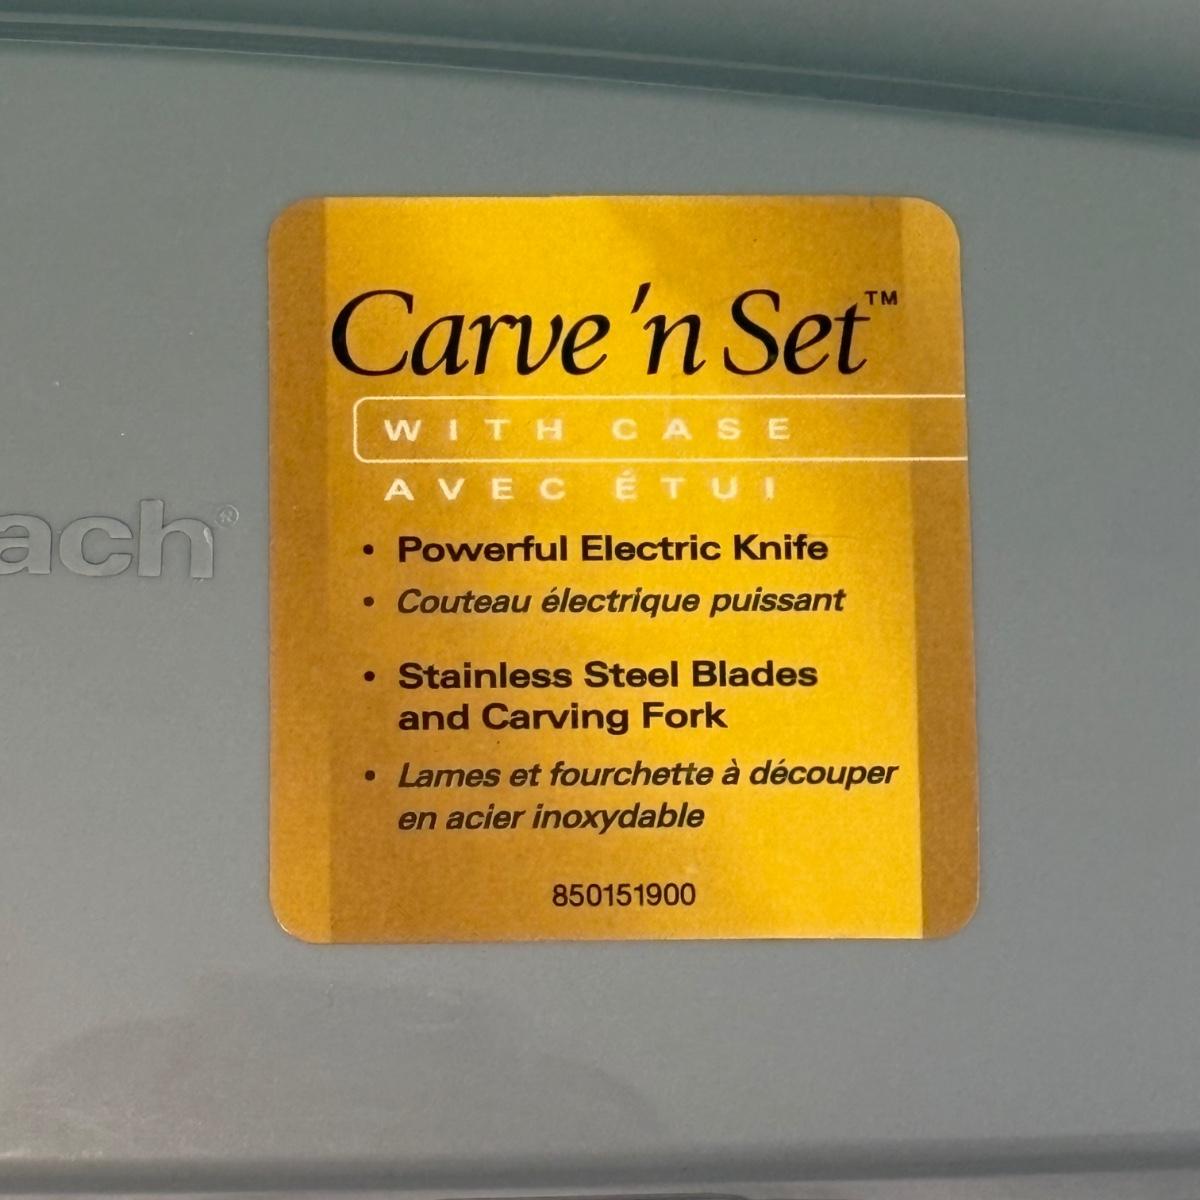 Carve 'n Set™
WITH CASE
AVEC ÉTUI
ach®
• Powerful Electric Knife
• Couteau électrique puissant
• Stainless Steel Blades
and Carving Fork
• Lames et fourchette à découper
en acier inoxydable
850151900